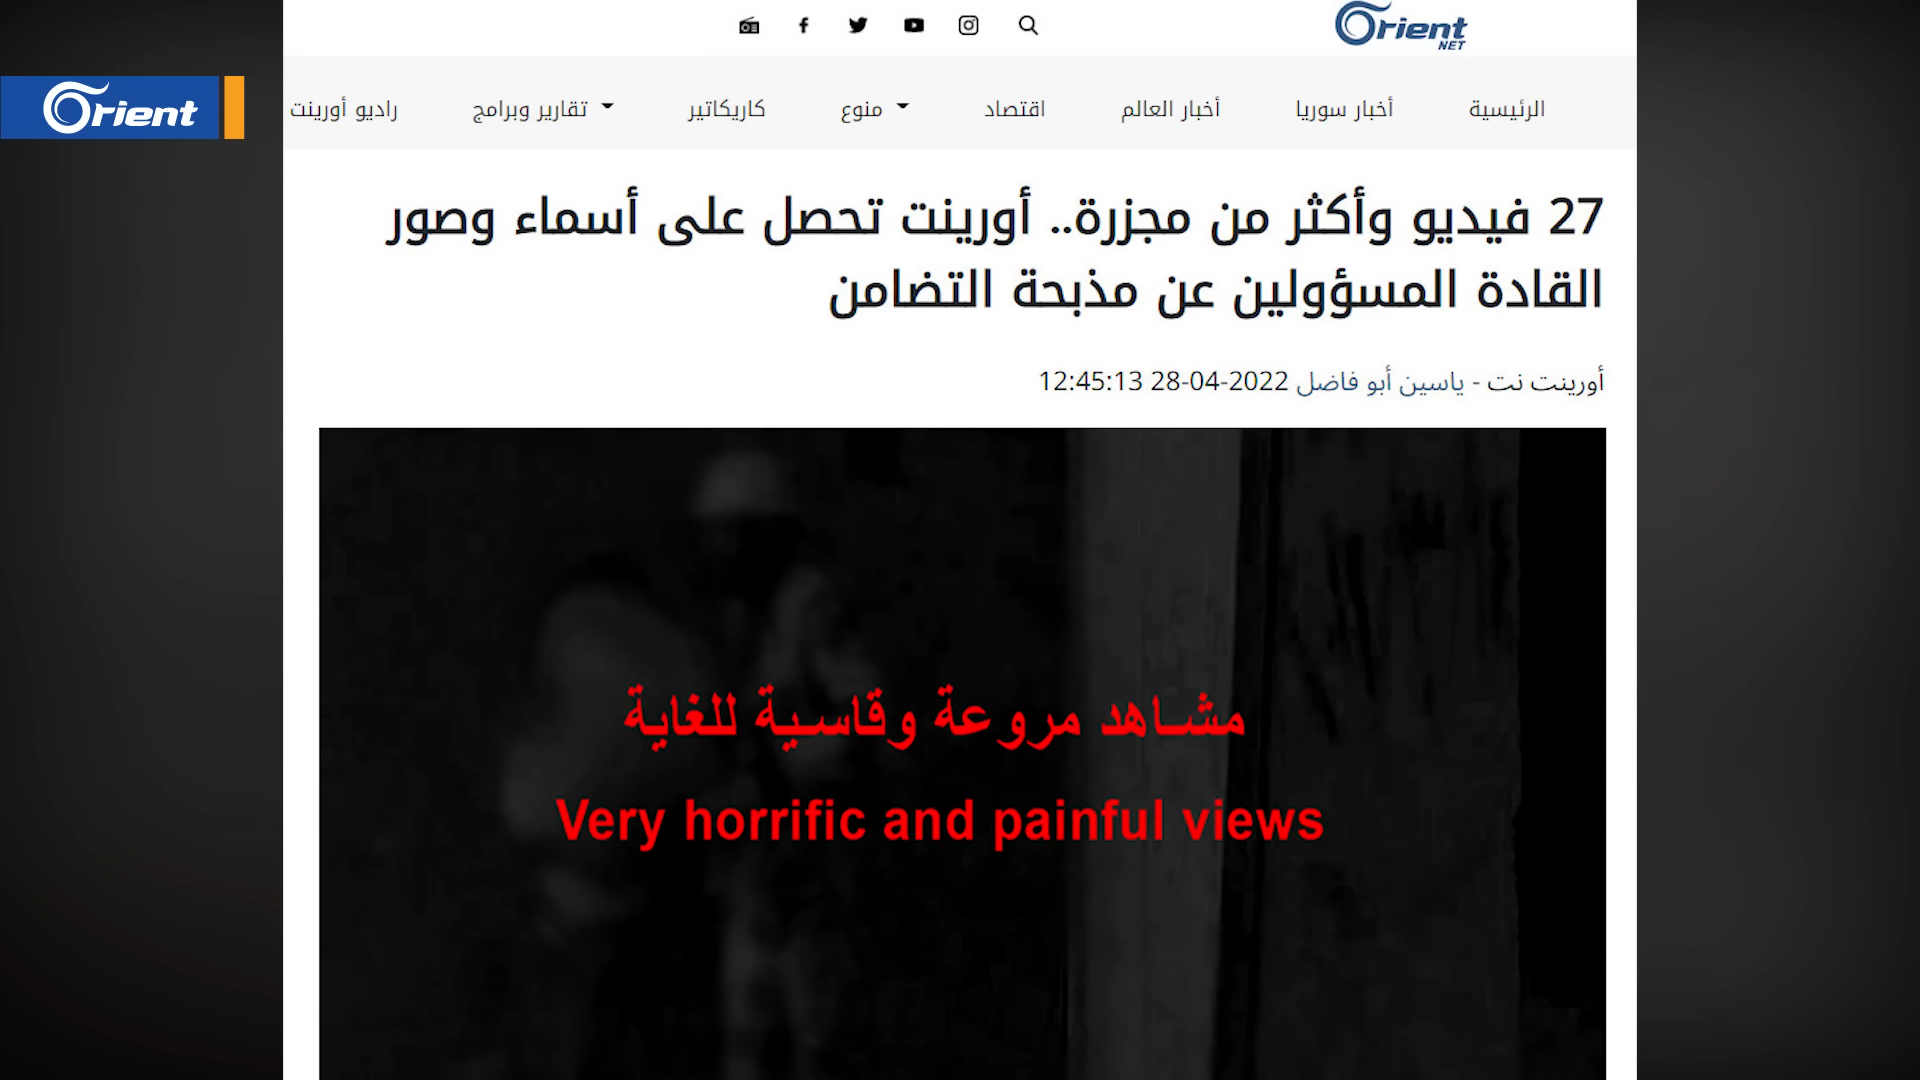 Orient NET
Orient
الرئيسية أخبار سوريا أخبار العالم اقتصاد منوع كاريكاتير تقارير وبرامج راديو أورينت
27 فيديو وأكثر من مجزرة.. أورينت تحصل على أسماء وصور
القادة المسؤولين عن مذبحة التضامن
أورينت نت - ياسين أبو فاضل 2022-04-28 12:45:13
مشاهد مروعة وقاسية للغاية
Very horrific and painful views